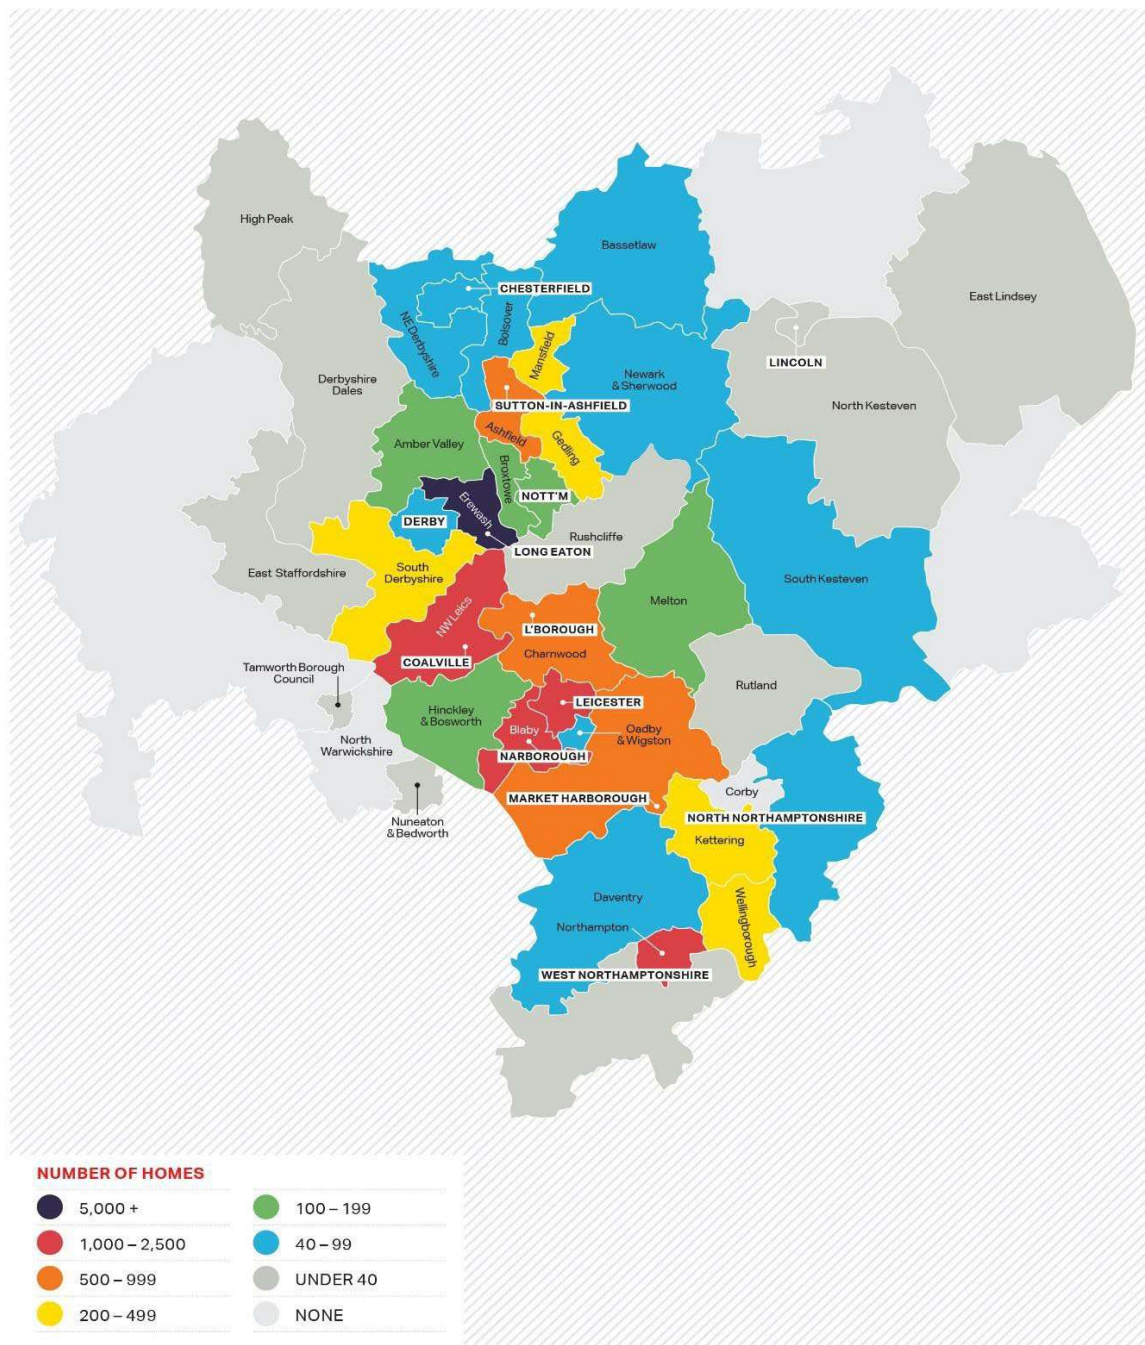 High Peak
Bassetlaw
CHESTERFIELD
East Lindsey
NE Derbyshire
Bolsover
Mansfield
LINCOLN
Derbyshire
Dales
Newark
& Sherwood
SUTTON-IN-ASHFIELD
North Kesteven
Ashfield
Amber Valley
Gedling
Broxtowe
NOTT'M
Erewash
DERBY
Rushcliffe
LONG EATON
East Staffordshire
South
Derbyshire
South Kesteven
Melton
NW Leics
L'BOROUGH
Charnwood
COALVILLE
Tamworth Borough
Council
Rutland
LEICESTER
Hinckley
& Bosworth
Blaby
Oadby
& Wigston
North
Warwickshire
NARBOROUGH
Corby
MARKET HARBOROUGH
NORTH NORTHAMPTONSHIRE
Nuneaton
& Bedworth
Kettering
Daventry
Wellingborough
Northampton
WEST NORTHAMPTONSHIRE
NUMBER OF HOMES
5,000 +
1,000 – 2,500
500 – 999
200 – 499
100 – 199
40 – 99
UNDER 40
NONE